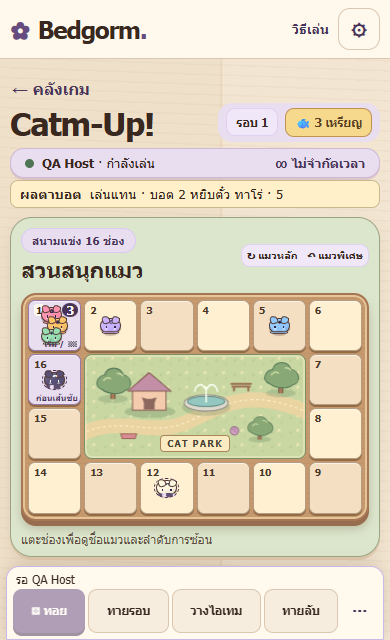 Bedgorm.
วิธีเล่น
← คลังเกม
Catm-Up!
รอบ 1
3 เหรียญ
QA Host · กำลังเล่น
∞ ไม่จำกัดเวลา
ผลตาบอต เล่นแทน · บอต 2 หยิบตั๋ว ทาโร่ · 5
สนามแข่ง 16 ช่อง
สวนสนุกแมว
↻ แมวหลัก ↶ แมวพิเศษ
1 3 2 3 4 5 6
16 7
ก่อนเส้นชัย
15 8
CAT PARK
14 13 12 11 10 9
แตะช่องเพื่อดูชื่อแมวและลำดับการซ้อน
รอ QA Host
ทอย
ทายรอบ
วางไอเทม
ทายลับ
...